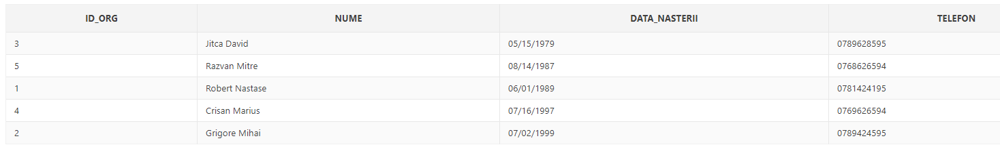 ID_ORG NUME DATA_NASTERII TELEFON
3 Jitca David 05/15/1979 0789628595
5 Razvan Mitre 08/14/1987 0768626594
1 Robert Nastase 06/01/1989 0781424195
4 Crisan Marius 07/16/1997 0769626594
2 Grigore Mihai 07/02/1999 0789424595